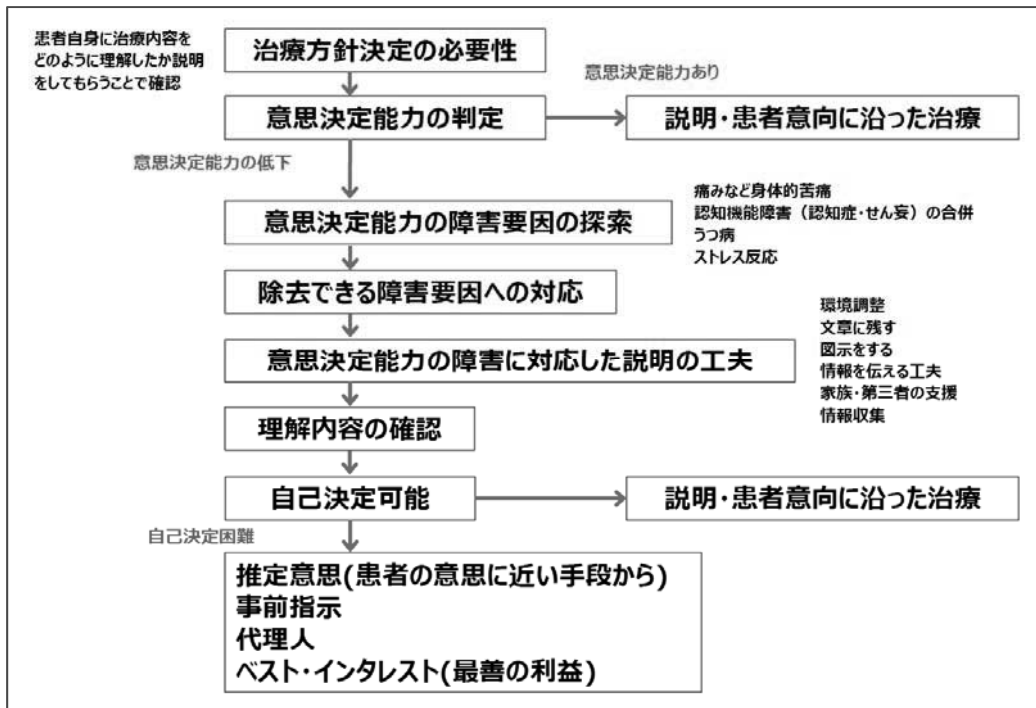 患者自身に治療内容を
どのように理解したか説明
をしてもらうことで確認
治療方針決定の必要性
意思決定能力あり
意思決定能力の判定
説明・患者意向に沿った治療
意思決定能力の低下
意思決定能力の障害要因の探索
痛みなど身体的苦痛
認知機能障害（認知症・せん妄）の合併
うつ病
ストレス反応
除去できる障害要因への対応
意思決定能力の障害に対応した説明の工夫
環境調整
文章に残す
図示をする
情報を伝える工夫
家族・第三者の支援
情報収集
理解内容の確認
自己決定可能
説明・患者意向に沿った治療
自己決定困難
推定意思(患者の意思に近い手段から)
事前指示
代理人
ベスト・インタレスト(最善の利益)